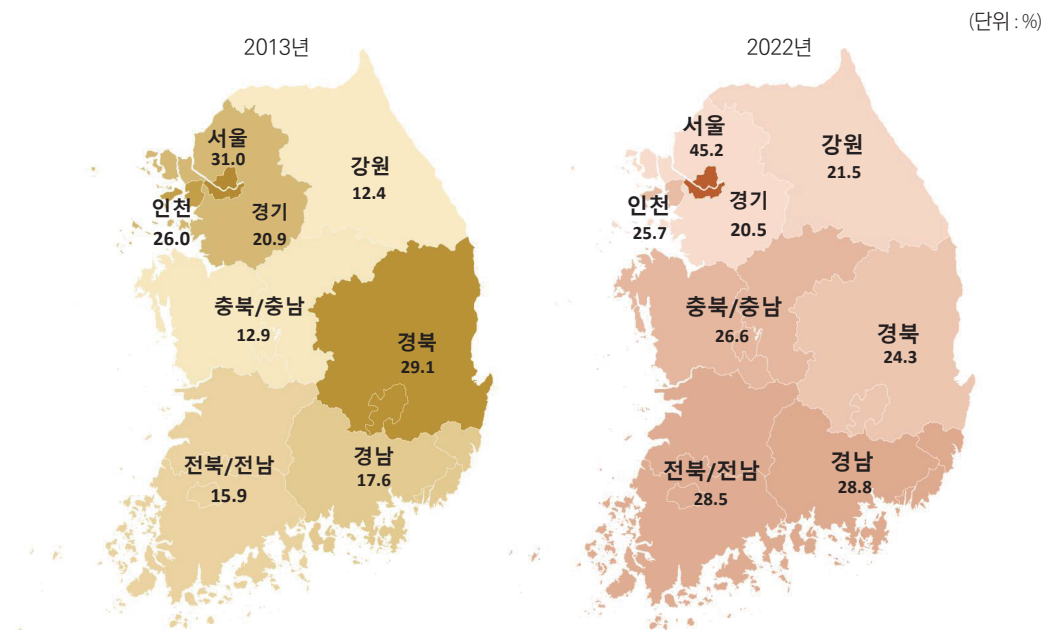 (단위 : %)
2013년
서울
31.0
강원
12.4
인천
26.0
경기
20.9
충북/충남
12.9
경북
29.1
전북/전남
15.9
경남
17.6
2022년
서울
45.2
강원
21.5
인천
25.7
경기
20.5
충북/충남
26.6
경북
24.3
전북/전남
28.5
경남
28.8